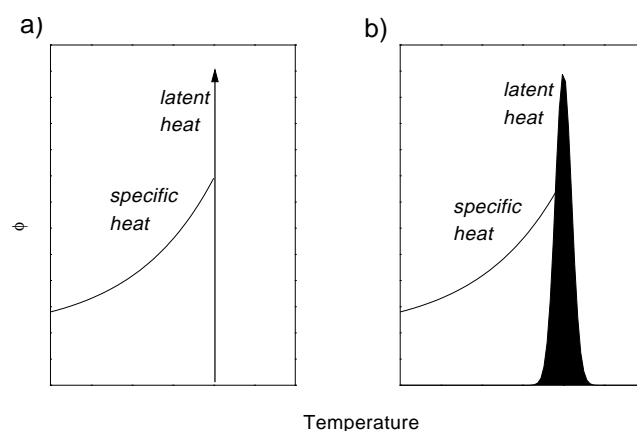 a)
latent
heat
specific
heat
b)
latent
heat
specific
heat
ϕ
Temperature